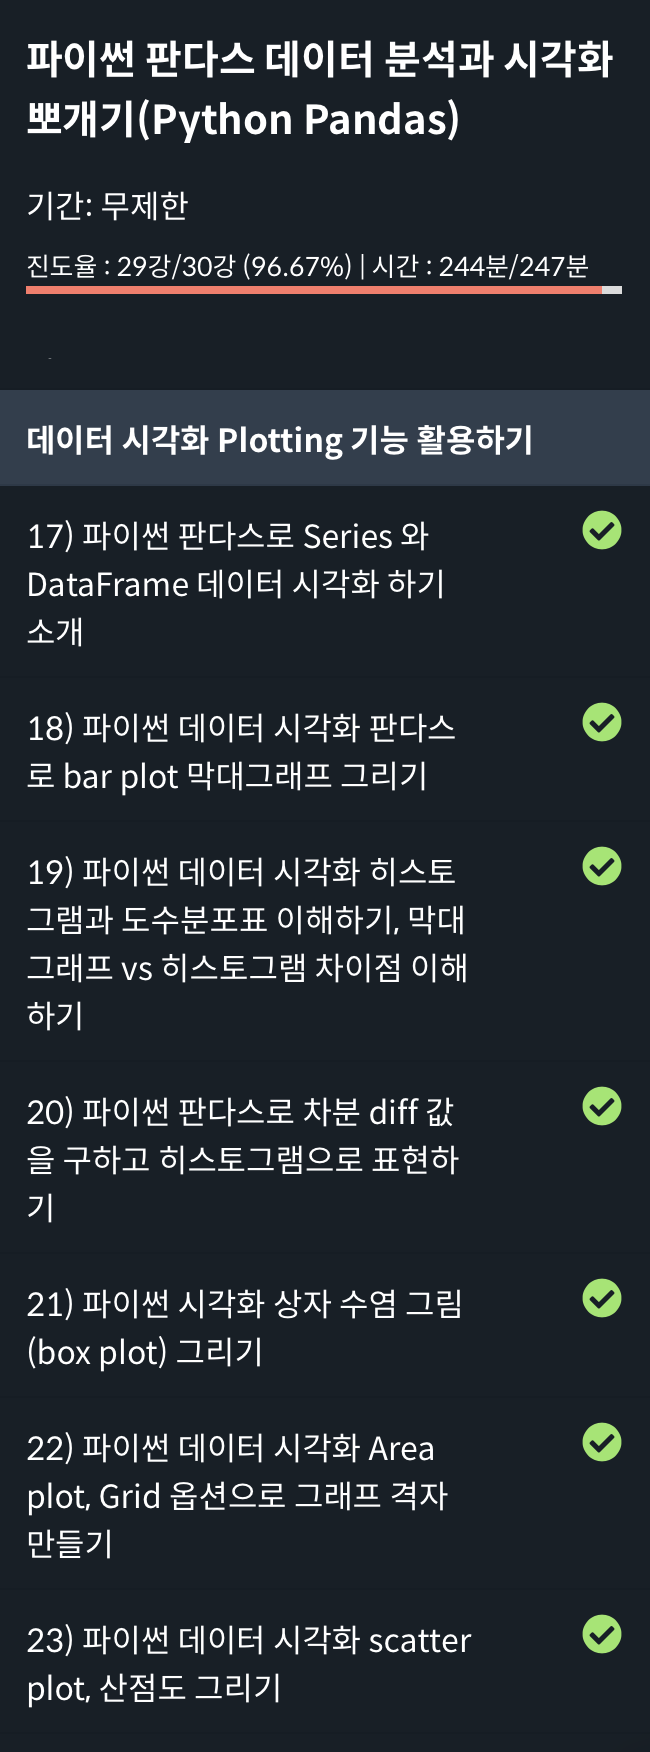 파이썬 판다스 데이터 분석과 시각화
뽀개기(Python Pandas)
기간: 무제한
진도율 : 29강/30강 (96.67%) | 시간 : 244분/247분
데이터 시각화 Plotting 기능 활용하기
17) 파이썬 판다스로 Series 와
DataFrame 데이터 시각화 하기
소개
18) 파이썬 데이터 시각화 판다스
로 bar plot 막대그래프 그리기
19) 파이썬 데이터 시각화 히스토
그램과 도수분포표 이해하기, 막대
그래프 vs 히스토그램 차이점 이해
하기
20) 파이썬 판다스로 차분 diff 값
을 구하고 히스토그램으로 표현하
기
21) 파이썬 시각화 상자 수염 그림
(box plot) 그리기
22) 파이썬 데이터 시각화 Area
plot, Grid 옵션으로 그래프 격자
만들기
23) 파이썬 데이터 시각화 scatter
plot, 산점도 그리기